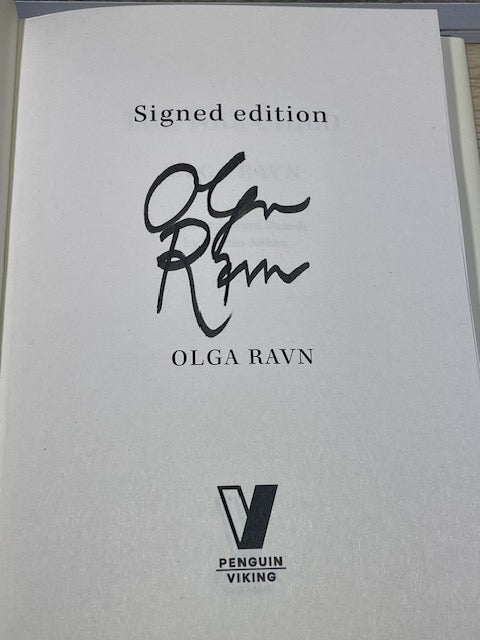 Signed edition
Olga
Ravn
OLGA RAVN
PENGUIN
VIKING